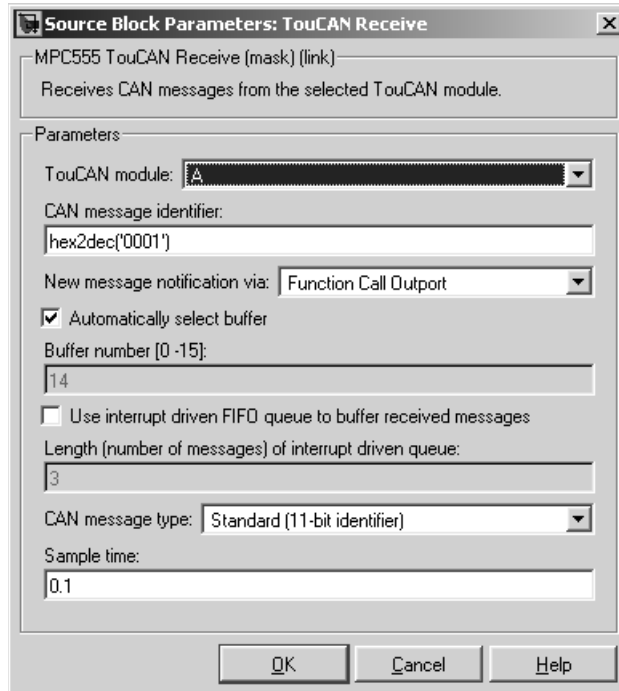 Source Block Parameters: TouCAN Receive
MPC555 TouCAN Receive (mask) (link)
Receives CAN messages from the selected TouCAN module.
Parameters
TouCAN module: A
CAN message identifier:
hex2dec('0001')
New message notification via: Function Call Outport
Automatically select buffer
Buffer number [0 -15]:
14
Use interrupt driven FIFO queue to buffer received messages
Length (number of messages) of interrupt driven queue:
3
CAN message type: Standard (11-bit identifier)
Sample time:
0.1
OK Cancel Help